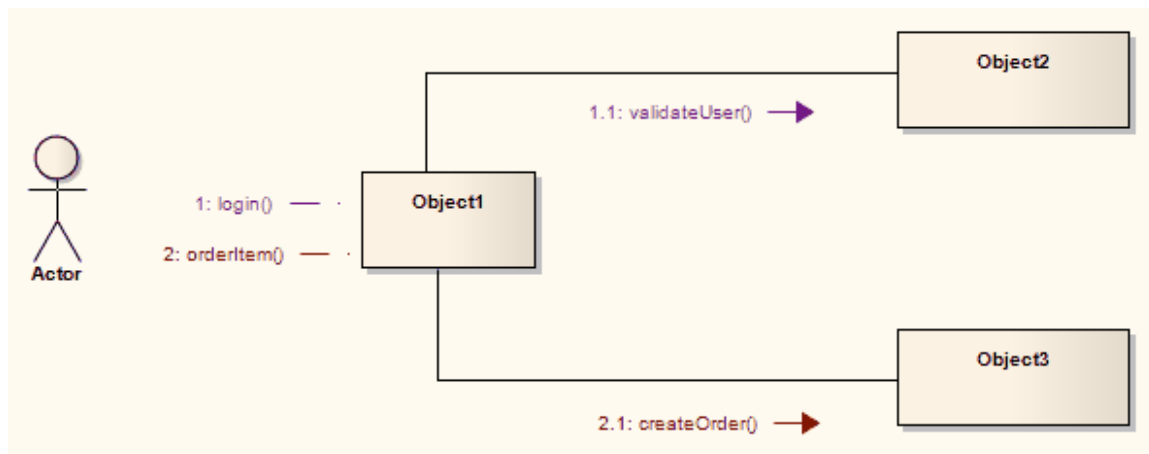 Object2
1.1: validateUser()
1: login()
Object1
2: orderItem()
Actor
Object3
2.1: createOrder()